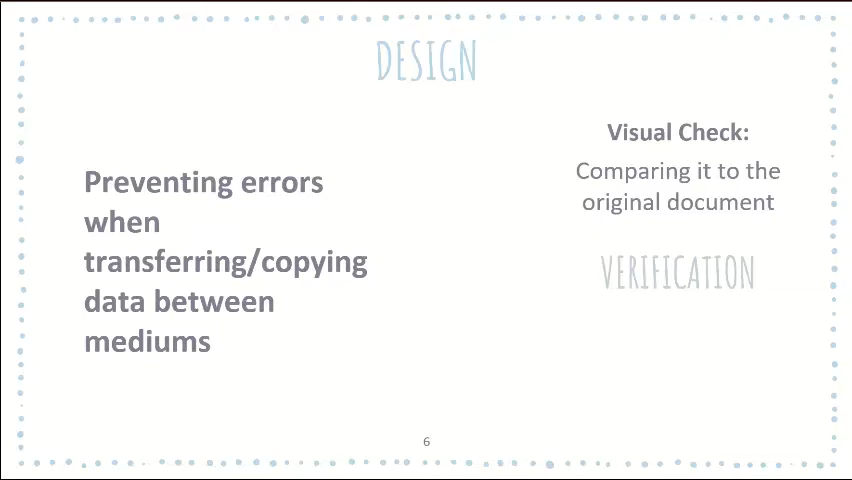 DESIGN
Preventing errors
when
transferring/copying
data between
mediums
Visual Check:
Comparing it to the
original document
VERIFICATION
6